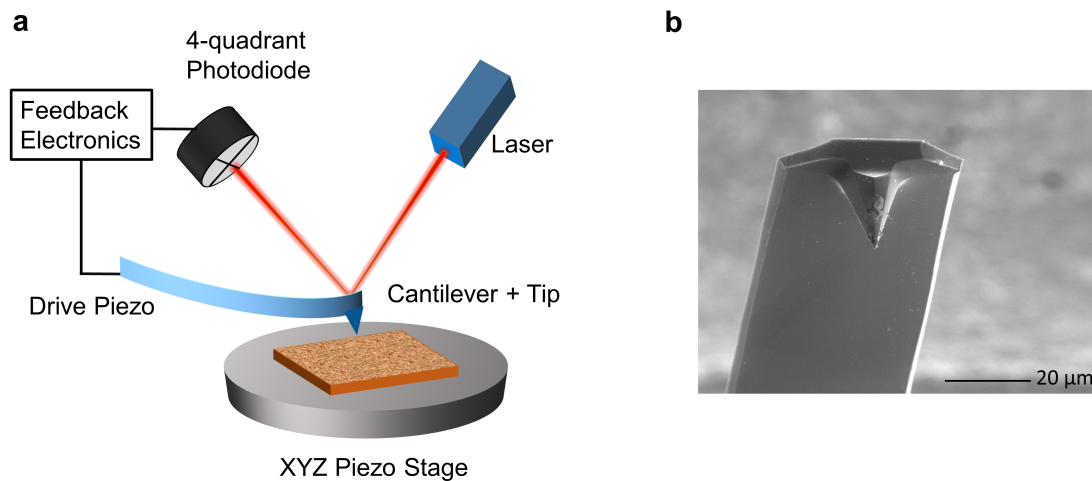 a
4-quadrant
Photodiode
Feedback
Electronics
Laser
Drive Piezo
Cantilever + Tip
XYZ Piezo Stage
b
20 μm